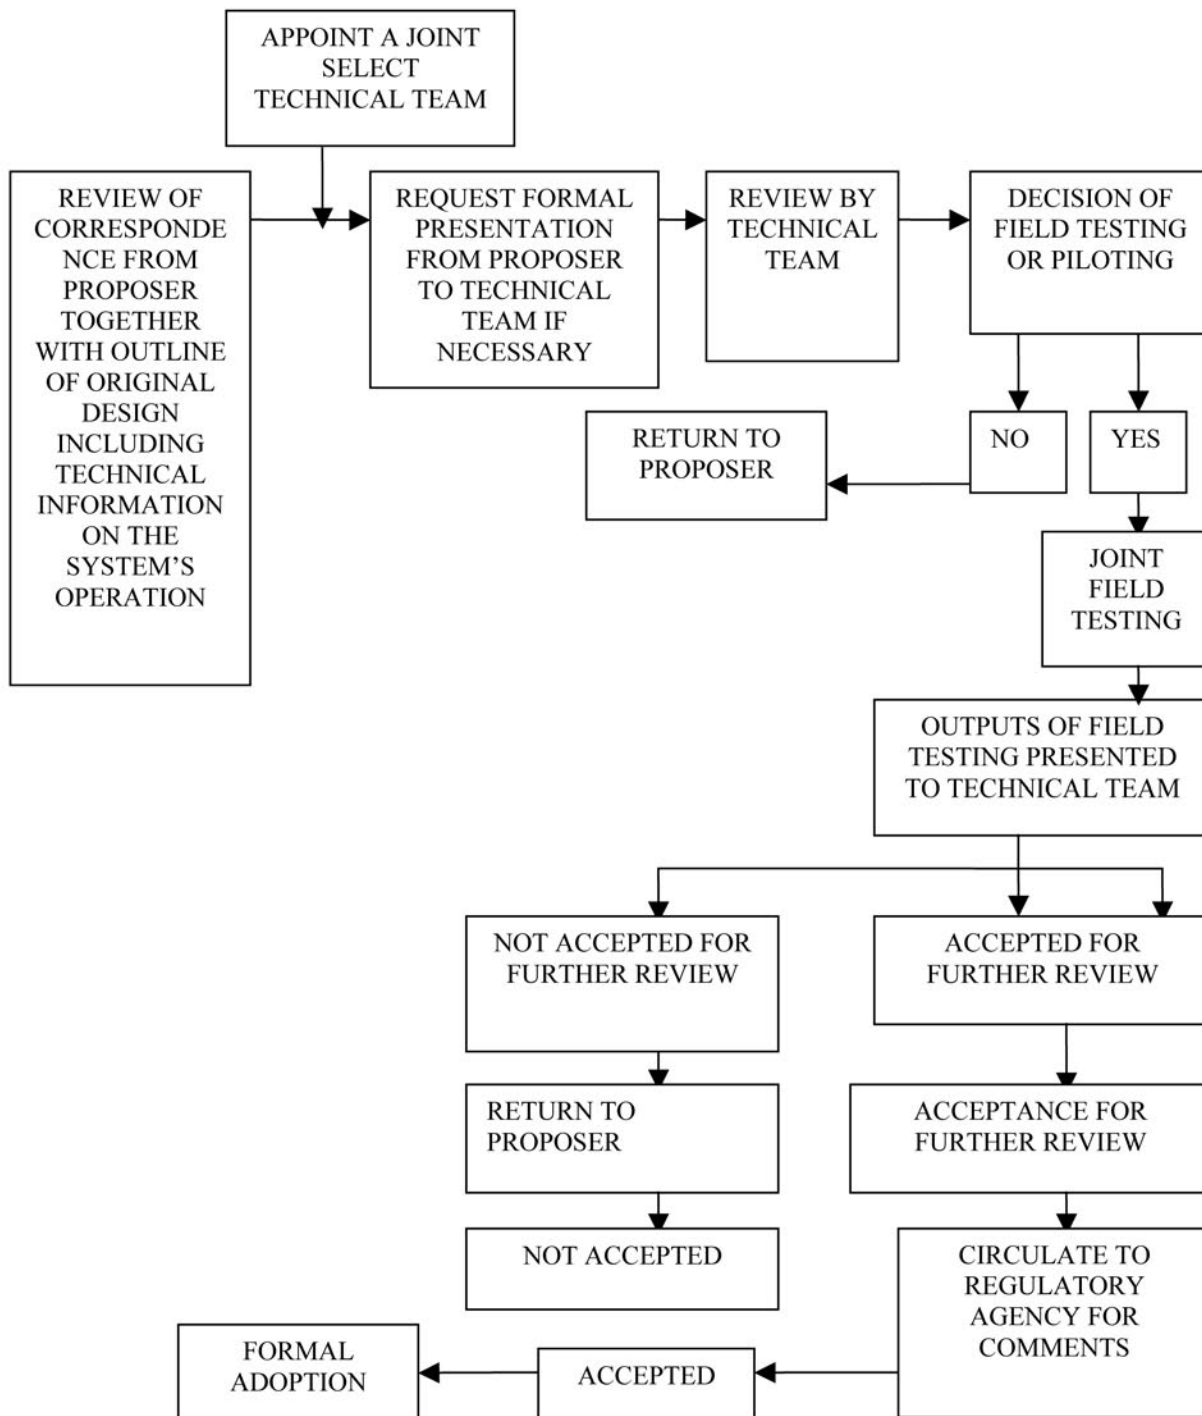 APPOINT A JOINT
SELECT
TECHNICAL TEAM
REVIEW OF
CORRESPONDE
NCE FROM
PROPOSER
TOGETHER
WITH OUTLINE
OF ORIGINAL
DESIGN
INCLUDING
TECHNICAL
INFORMATION
ON THE
SYSTEM’S
OPERATION
REQUEST FORMAL
PRESENTATION
FROM PROPOSER
TO TECHNICAL
TEAM IF
NECESSARY
REVIEW BY
TECHNICAL
TEAM
DECISION OF
FIELD TESTING
OR PILOTING
NO
YES
RETURN TO
PROPOSER
JOINT
FIELD
TESTING
OUTPUTS OF FIELD
TESTING PRESENTED
TO TECHNICAL TEAM
NOT ACCEPTED FOR
FURTHER REVIEW
ACCEPTED FOR
FURTHER REVIEW
RETURN TO
PROPOSER
ACCEPTANCE FOR
FURTHER REVIEW
NOT ACCEPTED
CIRCULATE TO
REGULATORY
AGENCY FOR
COMMENTS
ACCEPTED
FORMAL
ADOPTION